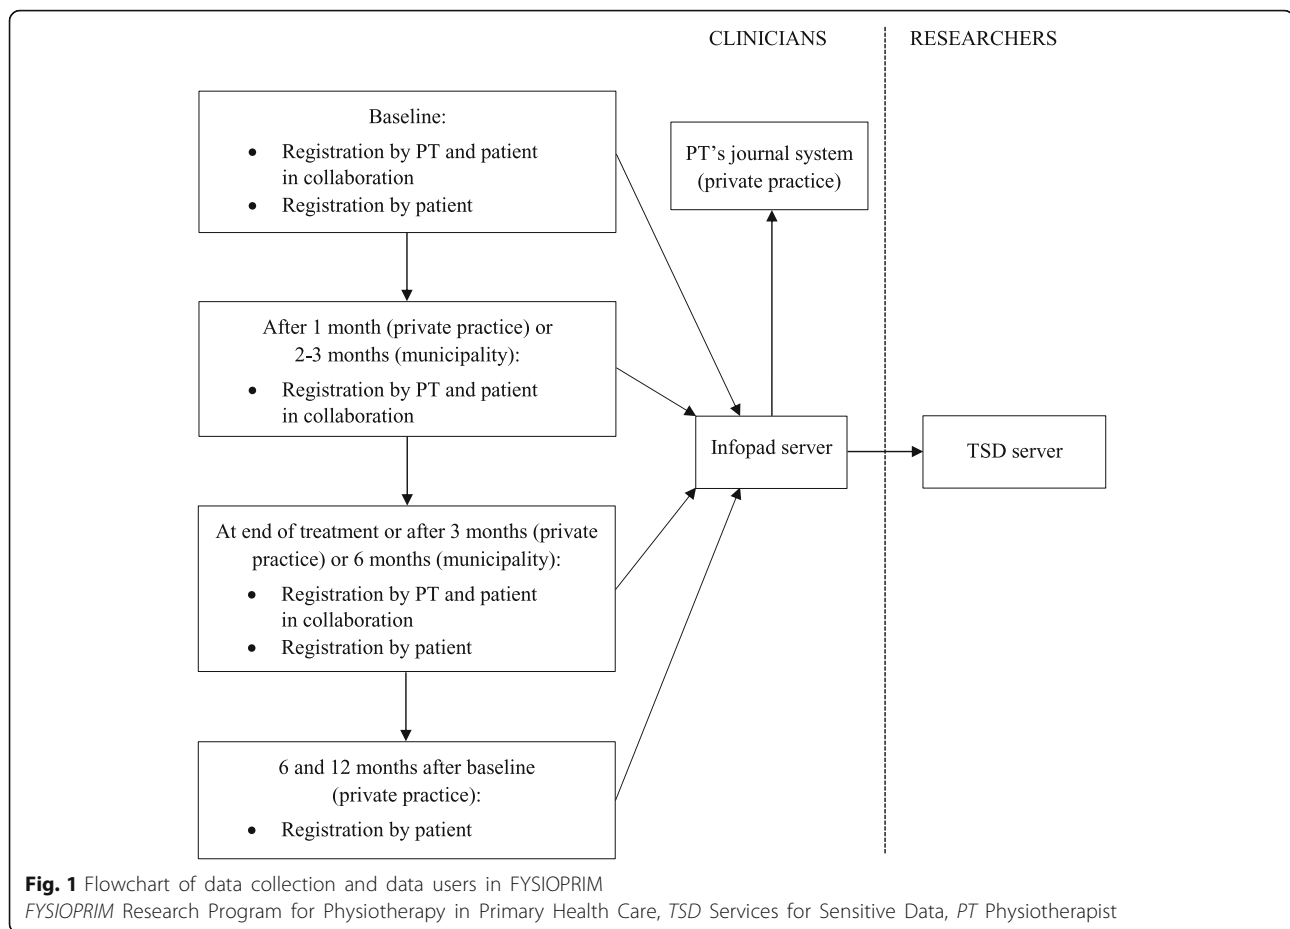 CLINICIANS
RESEARCHERS
Baseline:
• Registration by PT and patient
in collaboration
• Registration by patient
PT's journal system
(private practice)
After 1 month (private practice) or
2-3 months (municipality):
• Registration by PT and patient
in collaboration
Infopad server
TSD server
At end of treatment or after 3 months (private
practice) or 6 months (municipality):
• Registration by PT and patient
in collaboration
• Registration by patient
6 and 12 months after baseline
(private practice):
• Registration by patient
Fig. 1 Flowchart of data collection and data users in FYSIOPRIM
FYSIOPRIM Research Program for Physiotherapy in Primary Health Care, TSD Services for Sensitive Data, PT Physiotherapist